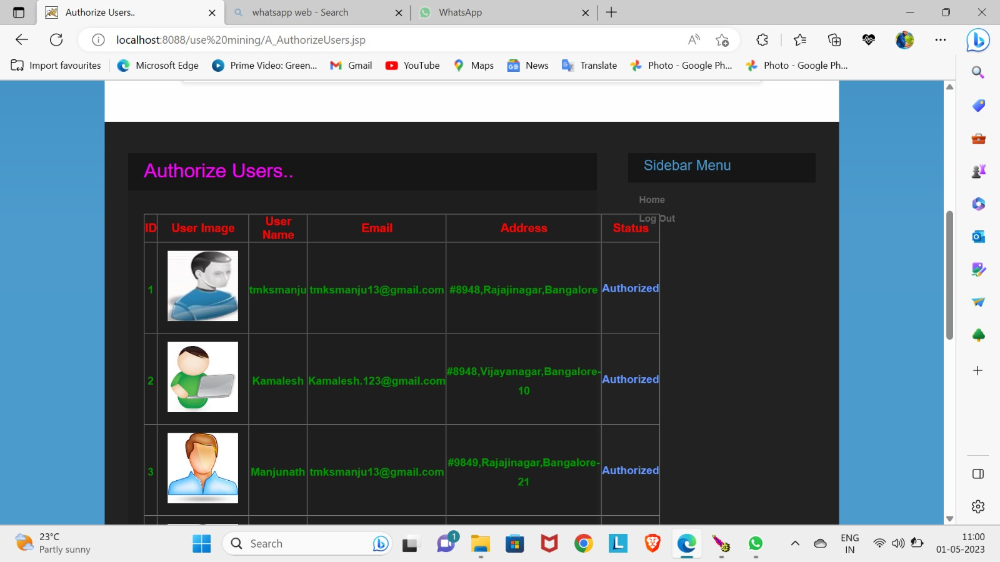 Authorize Users..
whatsapp web - Search
WhatsApp
localhost:8088/use%20mining/A_AuthorizeUsers.jsp
Import favourites
Microsoft Edge
Prime Video: Green...
Gmail
YouTube
Maps
News
Translate
Photo - Google Ph...
Photo - Google Ph...
Authorize Users..
Sidebar Menu
Home
Log Out
ID User Image User Name Email Address Status
1 tmksmanju tmksmanju13@gmail.com #8948,Rajajinagar,Bangalore Authorized
2 Kamalesh Kamalesh.123@gmail.com #8948,Vijayanagar,Bangalore-
10
Authorized
3 Manjunath tmksmanju13@gmail.com #9849,Rajajinagar,Bangalore-
21
Authorized
23°C
Partly sunny
Search
1
ENG
IN
11:00
01-05-2023